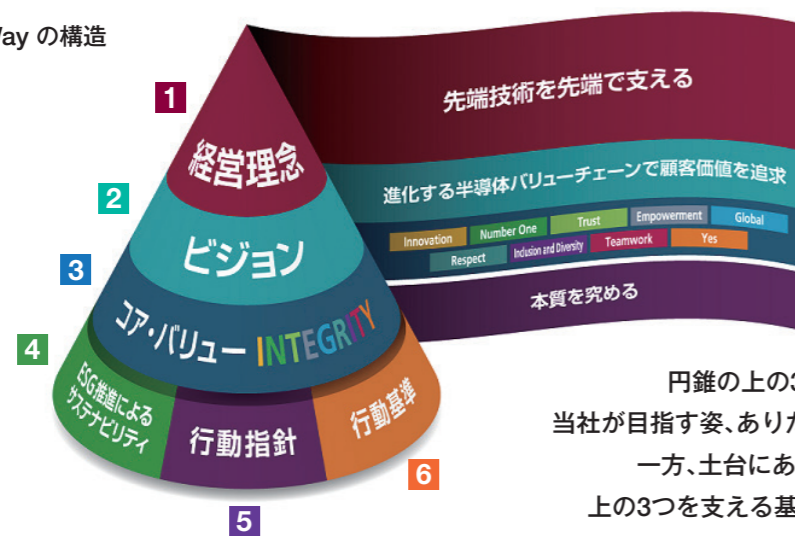 Way の構造
1
経営理念
先端技術を先端で支える
2
ビジョン
進化する半導体バリューチェーンで顧客価値を追求
3
コア・バリュー INTEGRITY
Innovation Number One Trust Empowerment Global
Respect Inclusion and Diversity Teamwork Yes
本質を究める
4
ESG推進による
サステナビリティ
5
行動指針
6
行動基準
円錐の上の3
当社が目指す姿、あり
一方、土台にあ
上の3つを支える基